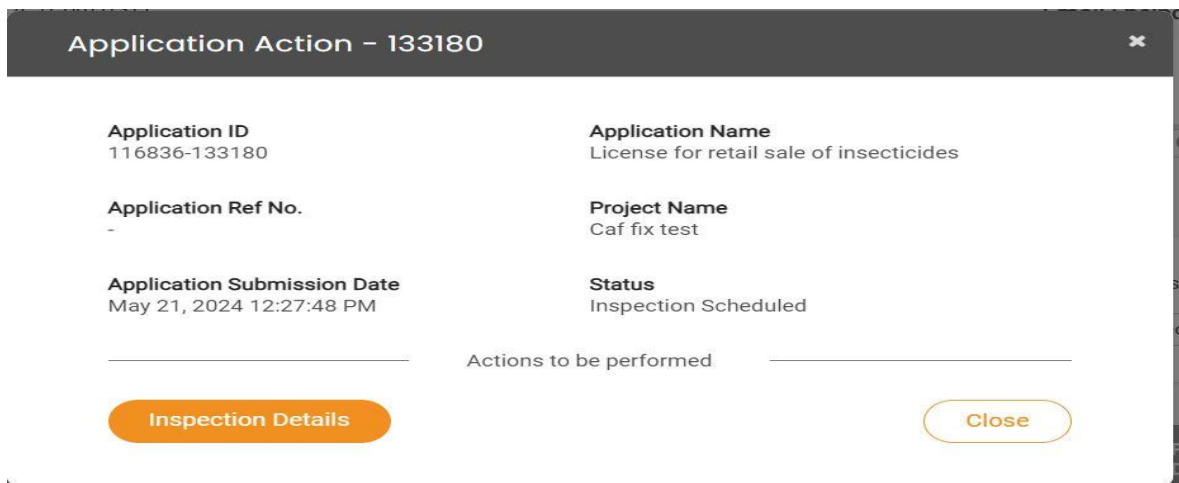 Application Action - 133180
Application ID
116836-133180
Application Name
License for retail sale of insecticides
Application Ref No.
-
Project Name
Caf fix test
Application Submission Date
May 21, 2024 12:27:48 PM
Status
Inspection Scheduled
Actions to be performed
Inspection Details
Close